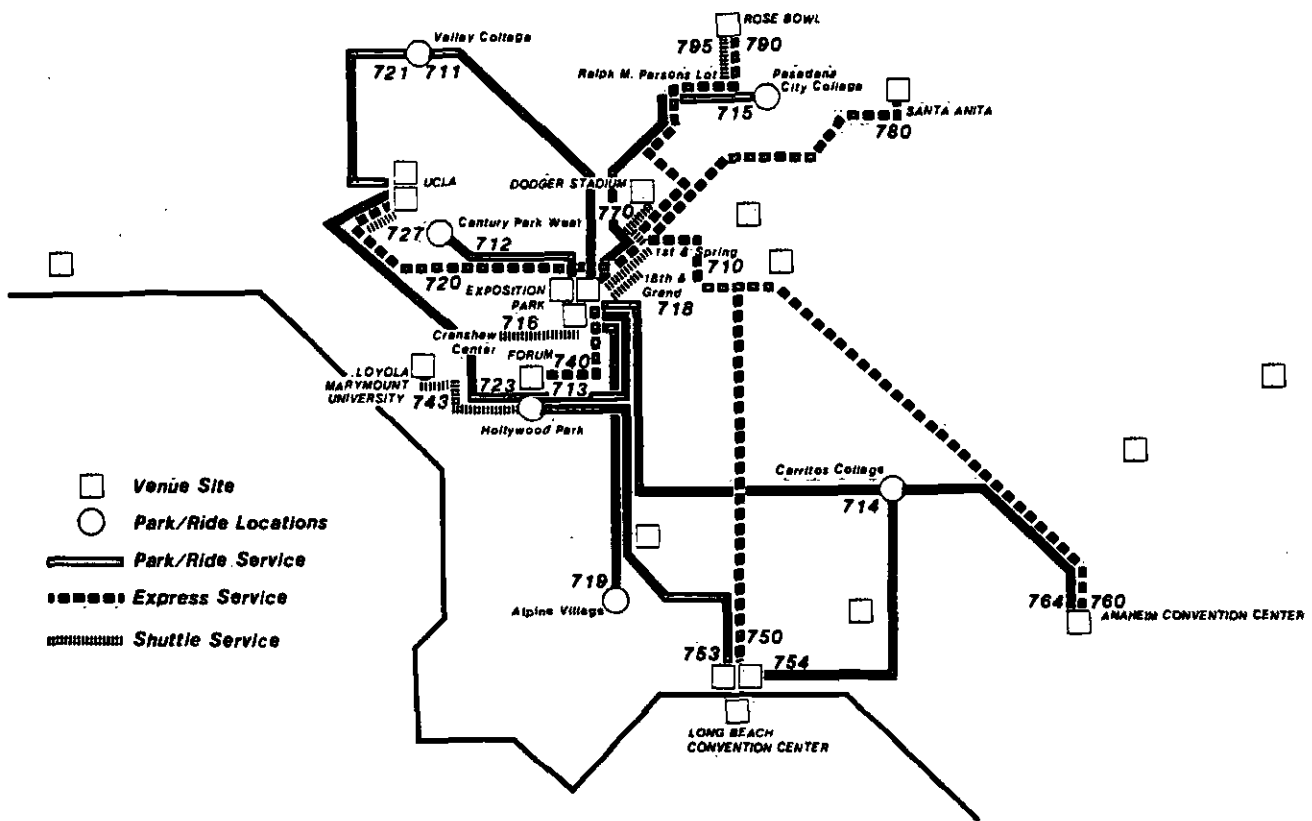 ROSE BOWL
795 790
Valley College
721 711
Ralph M. Parsons Lot
Pasadena
City College
715
SANTA ANITA
780
UCLA
DODGER STADIUM
770
727
Century Park West
712
1st & Spring
710
720
18th &
Grand
EXPOSITION
PARK
718
716
Crenshaw
Center
FORUM
740
LOYOLA
MARYMOUNT
UNIVERSITY
723 713
743
Hollywood Park
Cerritos College
714
Venue Site
Park/Ride Locations
Park/Ride Service
Express Service
Shuttle Service
719
Alpine Village
764 760
ANAHEIM CONVENTION CENTER
750
753 754
LONG BEACH
CONVENTION CENTER